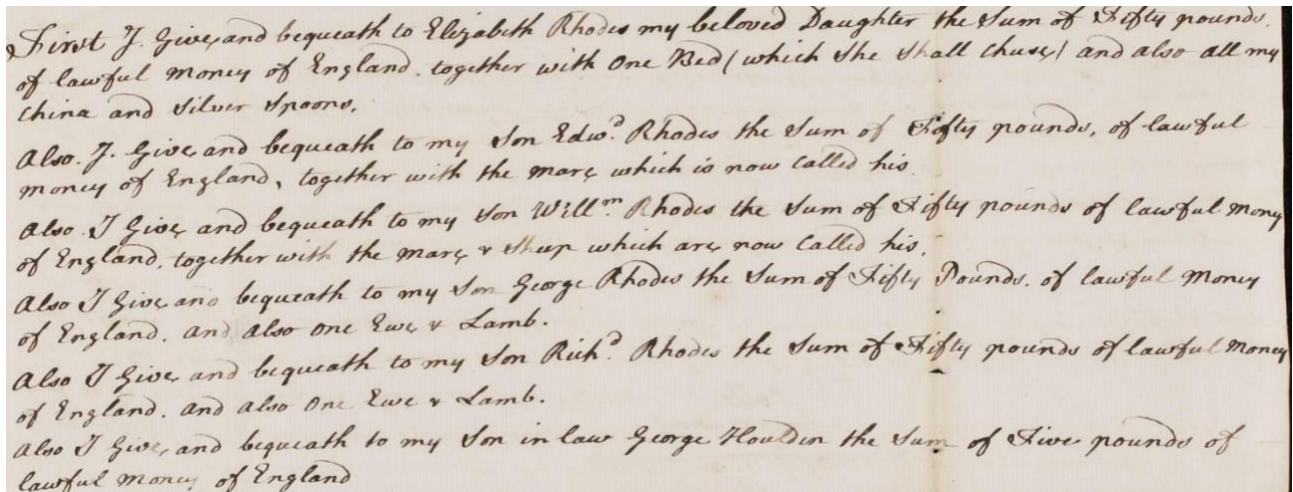 First I. Give, and bequeath to Elizabeth Rhodes my beloved Daughter the Sum of Fifty pounds.
of lawful money of England. together with One Bed (which She Shall Chuse,) and also all my
China and Silver Spoons.
Also. I. Give, and bequeath to my Son Edwd. Rhodes the Sum of Fifty pounds, of lawful
money of England, together with the mare which is now Called his.
Also. I Give, and bequeath to my Son Willm. Rhodes the Sum of Fifty pounds of lawful money
of England, together with the mare & Sheep which are, now Called his.
Also I Give, and bequeath to my Son George Rhodes the Sum of Fifty Pounds. of lawful Money
of England. and also One Ewe & Lamb.
Also I Give, and bequeath to my Son Richd. Rhodes the Sum of Fifty pounds of lawful Money
of England. and also One Ewe & Lamb.
Also I Give, and bequeath to my Son in law George Houldin the Sum of Five pounds of
lawful money of England